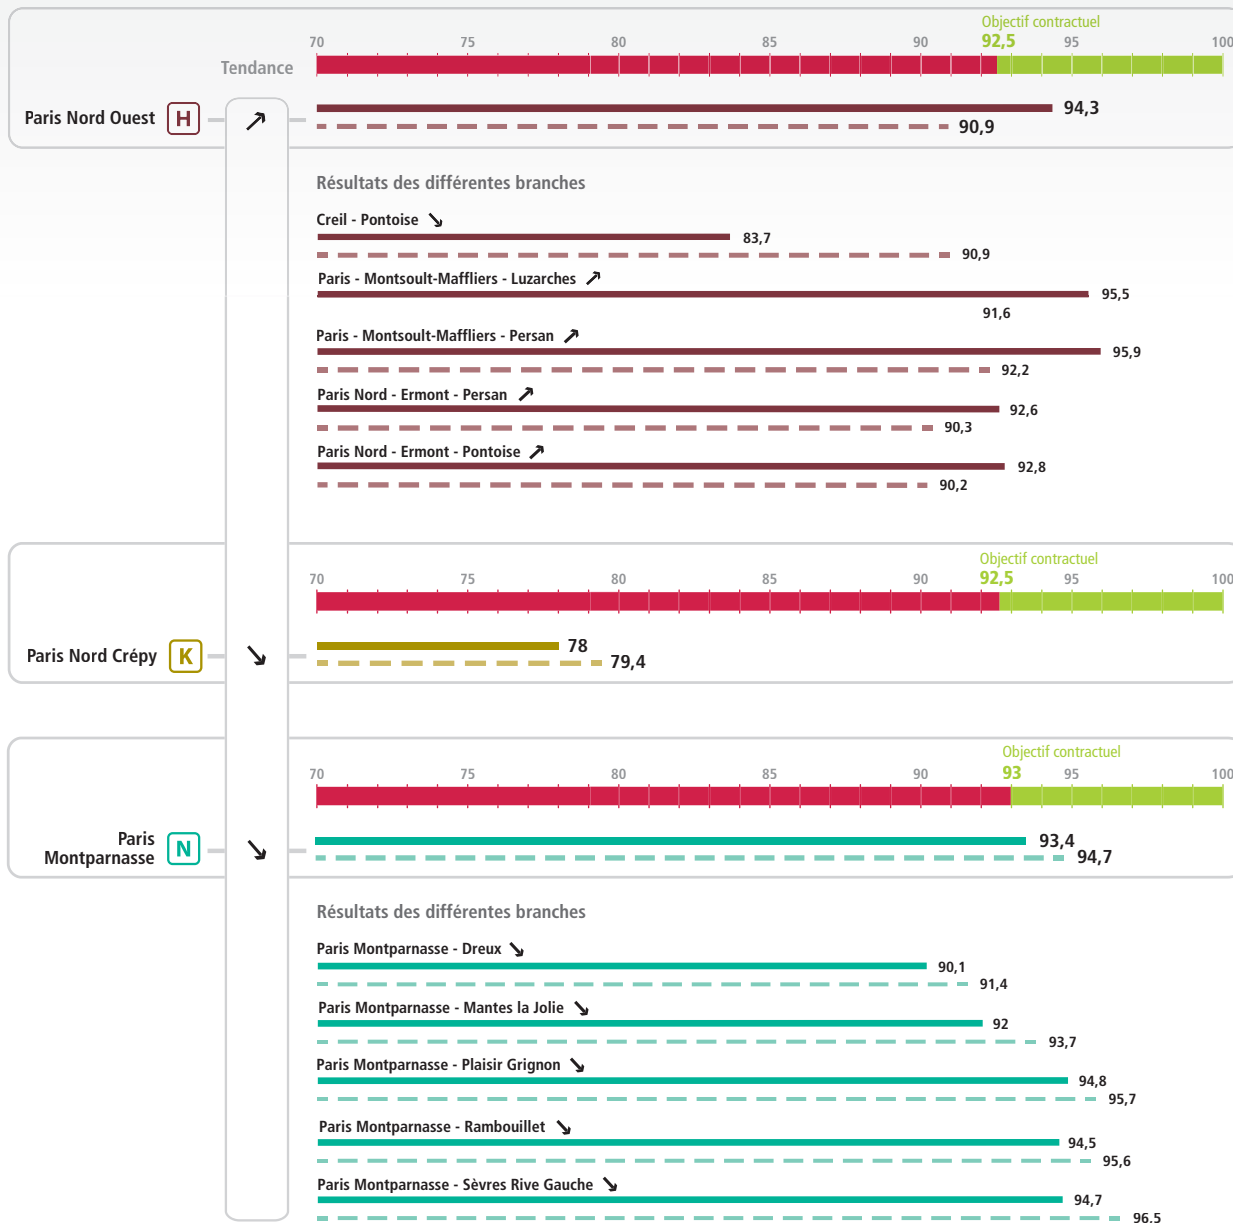 Objectif contractuel
70 75 80 85 90 92,5 95 100
Tendance
Paris Nord Ouest H
94,3
90,9
Résultats des différentes branches
Creil - Pontoise
83,7
90,9
Paris - Montsoult-Maffliers - Luzarches
95,5
91,6
Paris - Montsoult-Maffliers - Persan
95,9
92,2
Paris Nord - Ermont - Persan
92,6
90,3
Paris Nord - Ermont - Pontoise
92,8
90,2
Objectif contractuel
70 75 80 85 90 92,5 95 100
Paris Nord Crépy K
78
79,4
Objectif contractuel
70 75 80 85 90 93 95 100
Paris
Montparnasse N
93,4
94,7
Résultats des différentes branches
Paris Montparnasse - Dreux
90,1
91,4
Paris Montparnasse - Mantes la Jolie
92
93,7
Paris Montparnasse - Plaisir Grignon
94,8
95,7
Paris Montparnasse - Rambouillet
94,5
95,6
Paris Montparnasse - Sèvres Rive Gauche
94,7
96,5